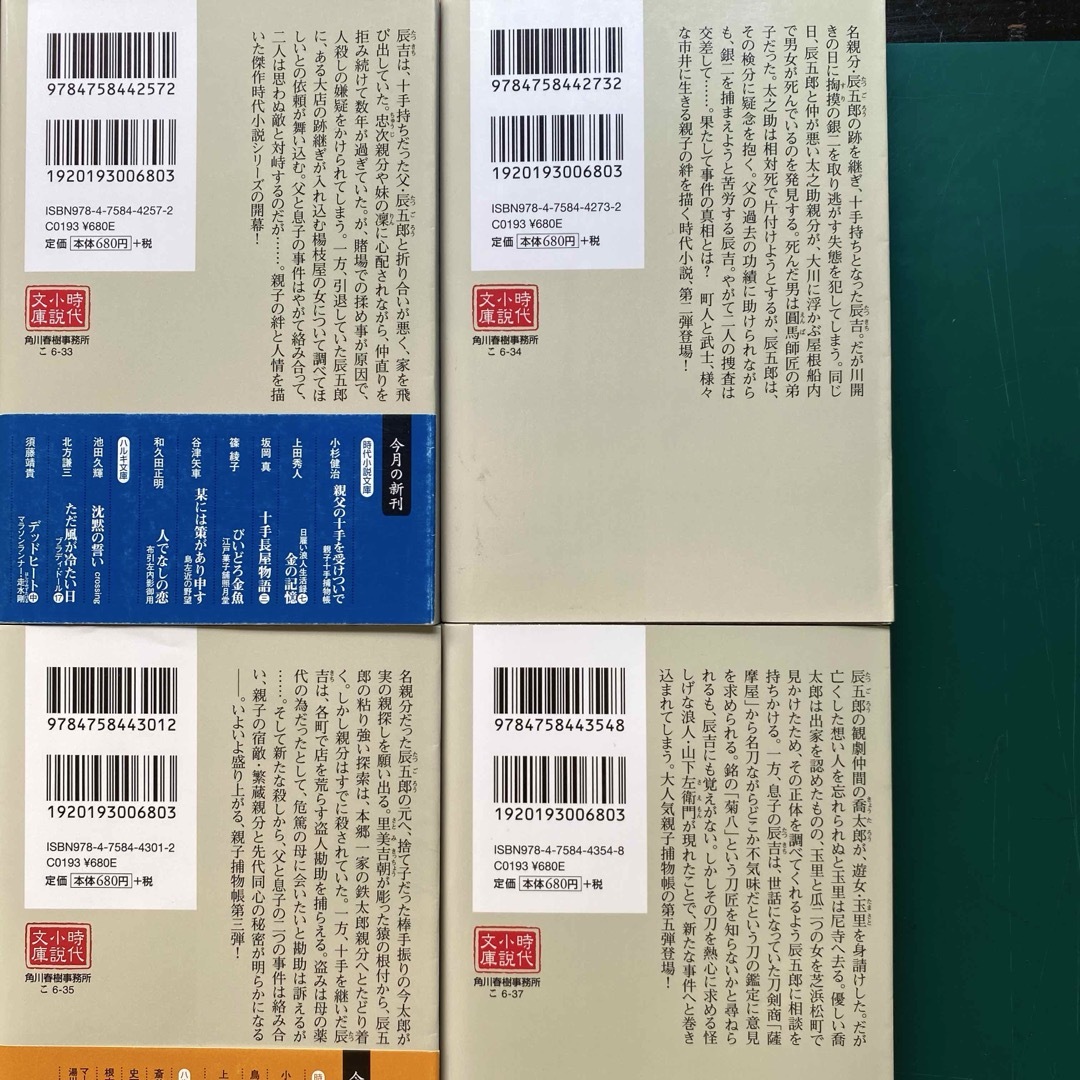 9784758442572
1920193006803
ISBN978-4-7584-4257-2
C0193 ¥680E
定価 本体680円+税
時代
小説
文庫
角川春樹事務所
こ 6-33
辰吉は、十手持ちだった父・辰五郎と折り合いが悪く、家を飛
び出していた。忠次親分や妹の凜に心配されながら、仲直りを
拒み続けて数年が過ぎていた。が、賭場での揉め事が原因で、
人殺しの嫌疑をかけられてしまう。一方、引退していた辰五郎
に、ある大店の跡継ぎが入れ込む楊枝屋の女について調べてほ
しいとの依頼が舞い込む。父と息子の事件はやがて絡み合って、
二人は思わぬ敵と対峙するのだが……。親子の絆と人情を描
いた傑作時代小説シリーズの開幕！
今月の新刊
時代小説文庫
小杉健治 親父の十手を受けついで 親子十手捕物帳
上田秀人 金の記憶 日雇い浪人生活録 七
坂岡 真 十手長屋物語 三
篠 綾子 びいどろ金魚 江戸菓子舗照月堂
谷津矢車 某には策があり申す 島左近の野望
和久田正明 人でなしの恋 布引左内影御用
ハルキ文庫
池田久輝 沈黙の誓い crossing
北方謙三 ただ風が冷たい日 ブラディ・ドール 17
須藤靖貴 デッドヒート 中 マラソンランナー走水剛
9784758442732
1920193006803
ISBN978-4-7584-4273-2
C0193 ¥680E
定価 本体680円+税
時代
小説
文庫
角川春樹事務所
こ 6-34
名親分 辰五郎の跡を継ぎ、十手持ちとなった辰吉。だが川開
きの日に掏摸の銀二を取り逃がす失態を犯してしまう。同じ
日、辰五郎と仲が悪い太之助親分が、大川に浮かぶ屋根船内
で男女が死んでいるのを発見する。死んだ男は圓馬師匠の弟
子だった。太之助は相対死で片付けようとするが、辰五郎は、
その検分に疑念を抱く。父の過去の功績に助けられながら
も、銀二を捕まえようと苦労する辰吉。やがて二人の捜査は
交差して……。果たして事件の真相とは？ 町人と武士、様々
な市井に生きる親子の絆を描く時代小説、第二弾登場！
9784758443012
1920193006803
ISBN978-4-7584-4301-2
C0193 ¥680E
定価 本体680円+税
時代
小説
文庫
角川春樹事務所
こ 6-35
名親分だった辰五郎の元へ、捨て子だった棒手振りの今太郎が
実の親探しを願い出る。里美吉朝が彫った猿の根付から、辰五
郎の粘り強い探索は、本郷一家の鉄太郎親分へとたどり着
く。しかし親分はすでに殺されていた。一方、十手を継いだ辰
吉は、各町で店を荒らす盗人勘助を捕らえる。盗みは母の薬
代の為だったとして、危篤の母に会いたいと勘助は訴えるが
……。そして新たな殺しから、父と息子の二つの事件は絡み合
い、親子の宿敵・繁蔵親分と先代同心の秘密が明らかになる
――。いよいよ盛り上がる、親子捕物帳第三弾！
9784758443548
1920193006803
ISBN978-4-7584-4354-8
C0193 ¥680E
定価 本体680円+税
時代
小説
文庫
角川春樹事務所
こ 6-37
辰五郎の観劇仲間の喬太郎が、遊女・玉里を身請けした。だが
亡くした想い人を忘れられぬと玉里は尼寺へ去る。優しい喬
太郎は出家を認めたものの、玉里と瓜二つの女を芝浜松町で
見かけたため、その正体を調べてくれるよう辰五郎に相談を
持ちかける。一方、息子の辰吉は、世話になっていた刀剣商「薩
摩屋」から名刀ながらどこか不気味だという刀の鑑定に意見
を求められる。銘の「菊八」という刀匠を知らないかと尋ねら
れるも、辰吉にも覚えがない。しかしその刀を熱心に求める怪
しげな浪人・山下左衛門が現れたことで、新たな事件へと巻き
込まれてしまう。大人気親子捕物帳の第五弾登場！